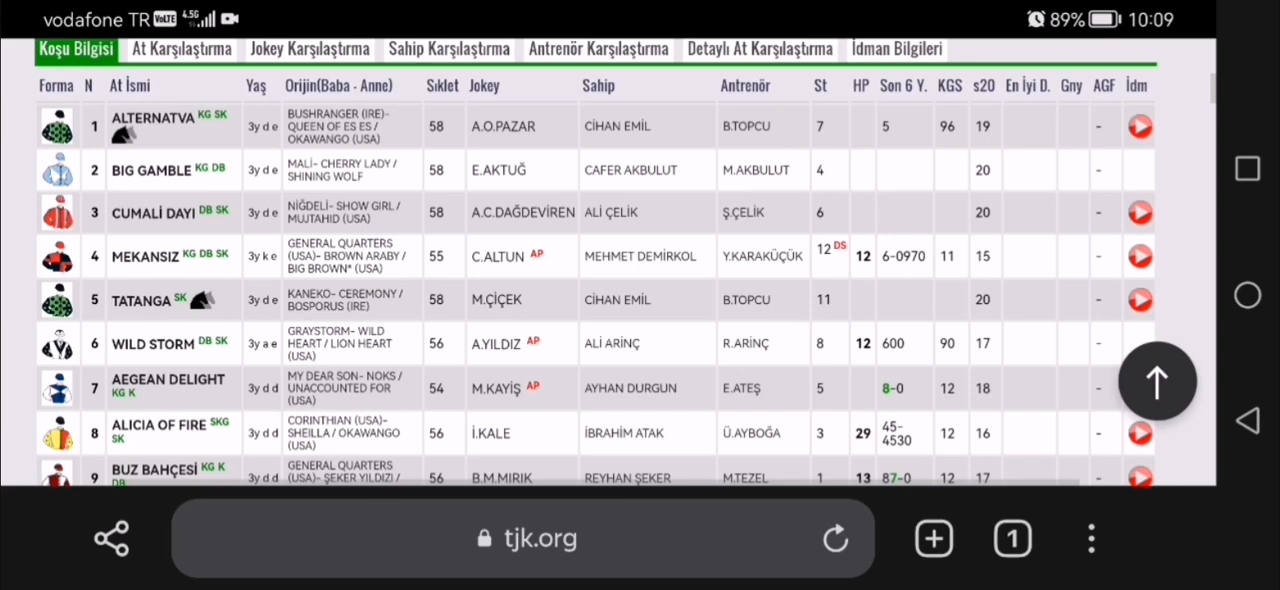 vodafone TR VoLTE 4.5G 89% 10:09
Koşu Bilgisi At Karşılaştırma Jokey Karşılaştırma Sahip Karşılaştırma Antrenör Karşılaştırma Detaylı At Karşılaştırma İdman Bilgileri
Forma N At İsmi Yaş Orijin(Baba - Anne) Sıklet Jokey Sahip Antrenör St HP Son 6 Y. KGS s20 En İyi D. Gny AGF İdm
1 ALTERNATVA KG SK 3y d e BUSHRANGER (IRE)- QUEEN OF ES ES / OKAWANGO (USA) 58 A.O.PAZAR CİHAN EMİL B.TOPCU 7 5 96 19 -
2 BIG GAMBLE KG DB 3y d e MALİ- CHERRY LADY / SHINING WOLF 58 E.AKTUĞ CAFER AKBULUT M.AKBULUT 4 20 -
3 CUMALİ DAYI DB SK 3y d e NİĞDELİ- SHOW GIRL / MUJTAHID (USA) 58 A.C.DAĞDEVİREN ALİ ÇELİK Ş.ÇELİK 6 20 -
4 MEKANSIZ KG DB SK 3y k e GENERAL QUARTERS (USA)- BROWN ARABY / BIG BROWN* (USA) 55 C.ALTUN AP MEHMET DEMİRKOL Y.KARAKÜÇÜK 12 DS 12 6-0970 11 15 -
5 TATANGA SK 3y d e KANEKO- CEREMONY / BOSPORUS (IRE) 58 M.ÇİÇEK CİHAN EMİL B.TOPCU 11 20 -
6 WILD STORM DB SK 3y a e GRAYSTORM- WILD HEART / LION HEART (USA) 56 A.YILDIZ AP ALİ ARINÇ R.ARINÇ 8 12 600 90 17 -
7 AEGEAN DELIGHT KG K 3y d d MY DEAR SON- NOKS / UNACCOUNTED FOR (USA) 54 M.KAYİŞ AP AYHAN DURGUN E.ATEŞ 5 8-0 12 18 -
8 ALICIA OF FIRE SKG SK 3y d d CORINTHIAN (USA)- SHEILLA / OKAWANGO (USA) 56 İ.KALE İBRAHİM ATAK Ü.AYBOĞA 3 29 45-4530 12 16 -
9 BUZ BAHÇESİ KG K DB 3y d d GENERAL QUARTERS (USA)- ŞEKER YILDIZI / 56 B.M.MIRIK REYHAN ŞEKER M.TEZEL 1 13 87-0 12 17 -
tjk.org 1